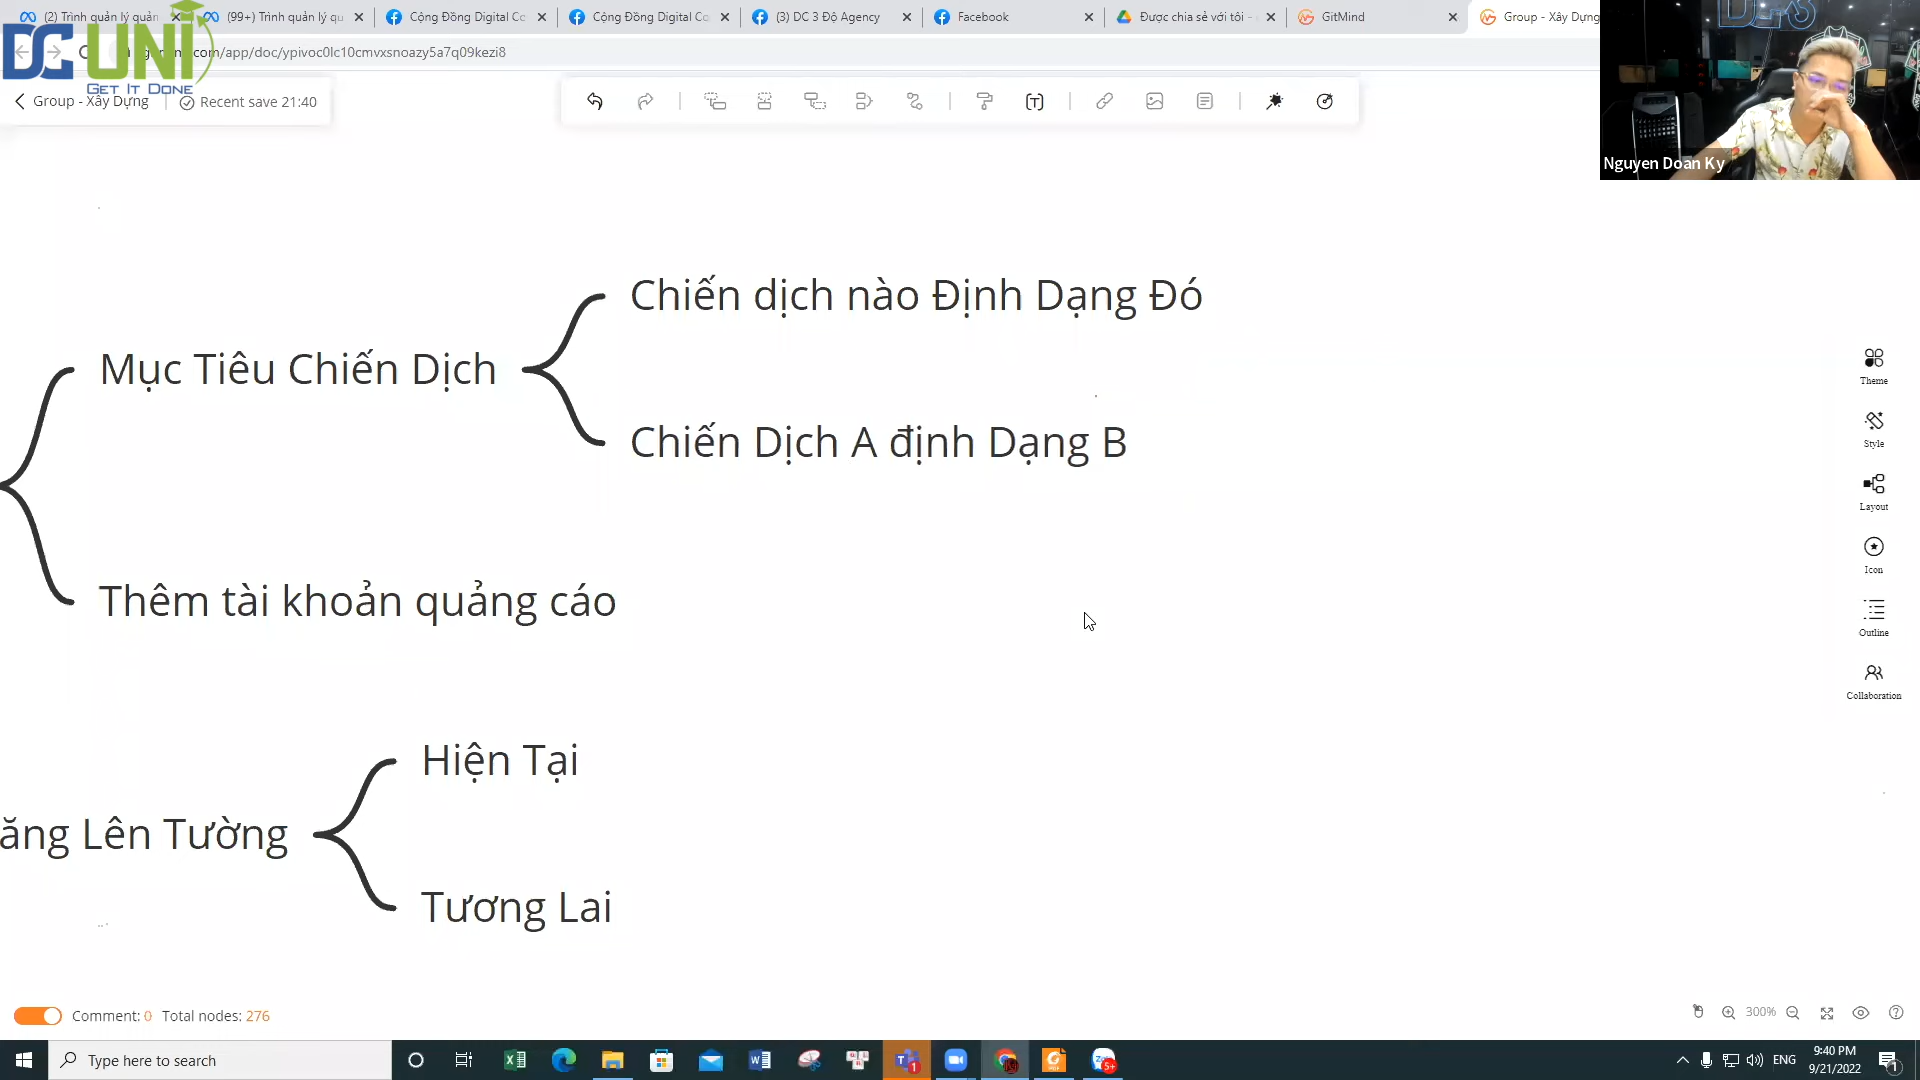 (2) Trình quản lý quản
(99+) Trình quản lý qu
Cộng Đồng Digital Co
Cộng Đồng Digital Co
(3) DC 3 Độ Agency
Facebook
Được chia sẻ với tôi -
GitMind
Group - Xây Dựng
DC UNI
GET IT DONE
com/app/doc/ypivoc0lc10cmvxsnoazy5a7q09kezi8
Group - Xây Dựng
Recent save 21:40
Nguyen Doan Ky
Chiến dịch nào Định Dạng Đó
Mục Tiêu Chiến Dịch
Chiến Dịch A định Dạng B
Thêm tài khoản quảng cáo
Hiện Tại
ăng Lên Tường
Tương Lai
Theme
Style
Layout
Icon
Outline
Collaboration
Comment: 0 Total nodes: 276
300%
Type here to search
ENG
9:40 PM
9/21/2022